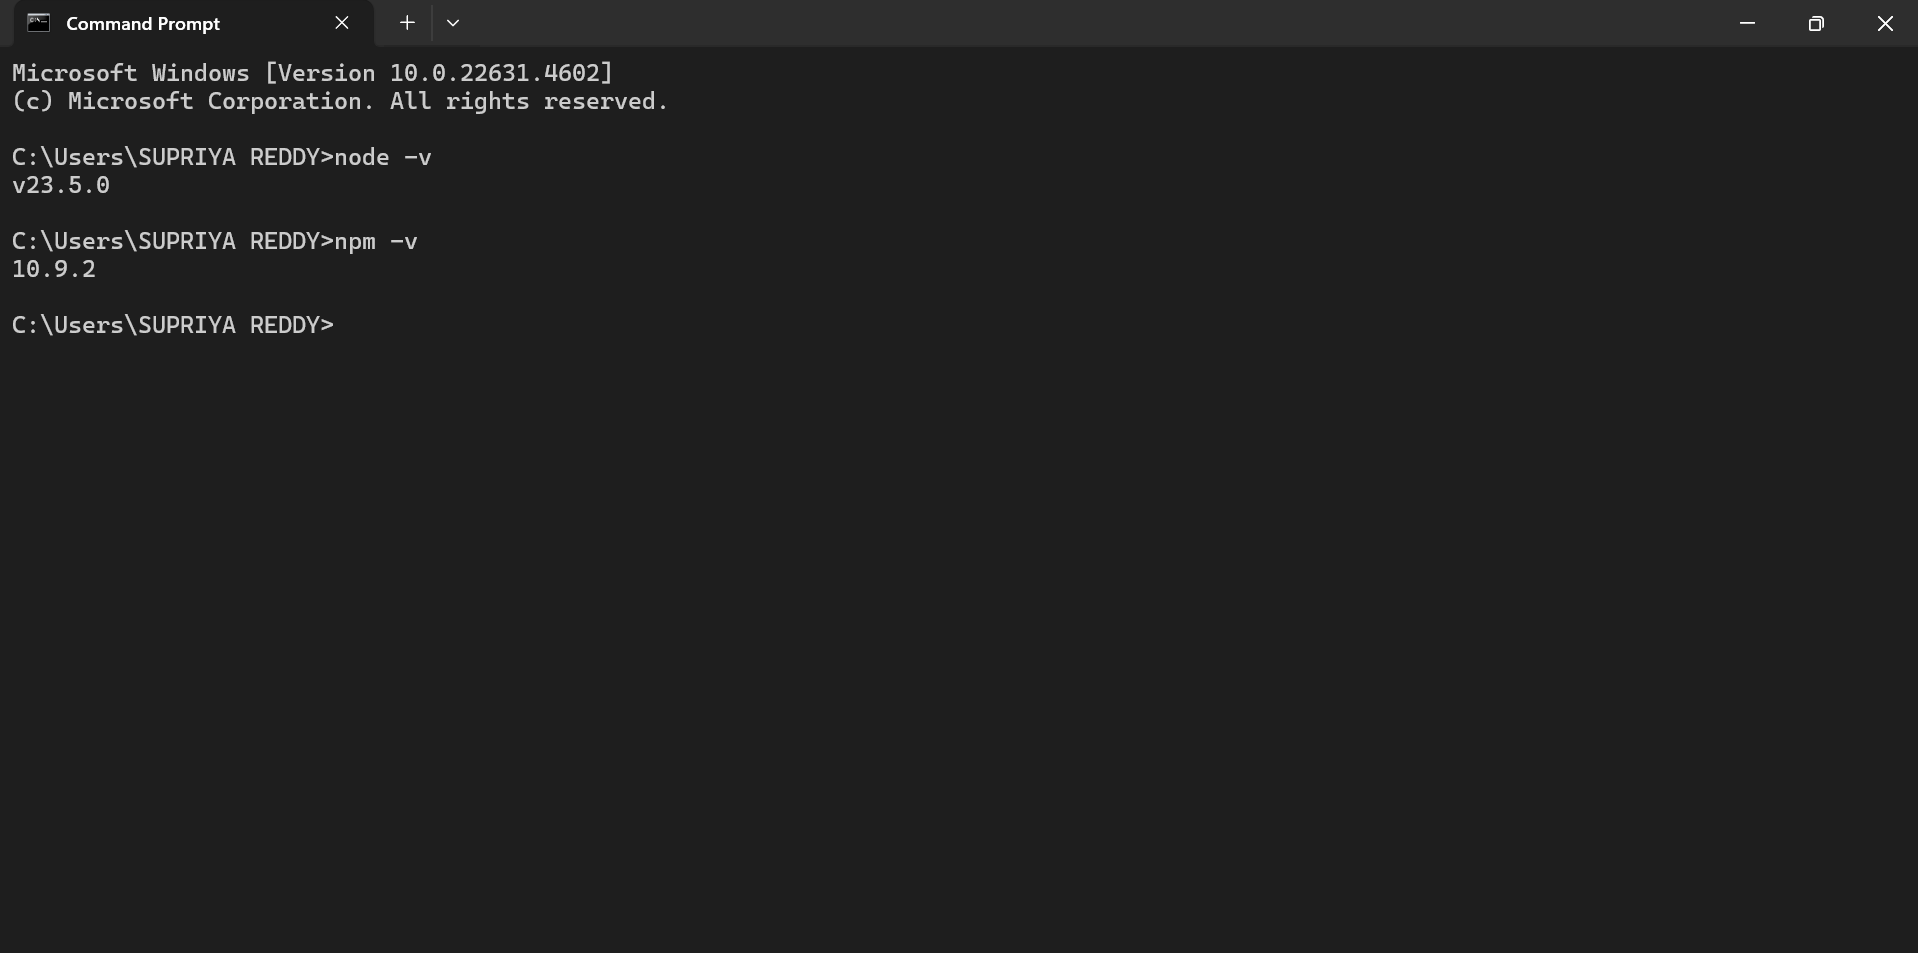 Command Prompt
Microsoft Windows [Version 10.0.22631.4602]
(c) Microsoft Corporation. All rights reserved.
C:\Users\SUPRIYA REDDY>node -v
v23.5.0
C:\Users\SUPRIYA REDDY>npm -v
10.9.2
C:\Users\SUPRIYA REDDY>